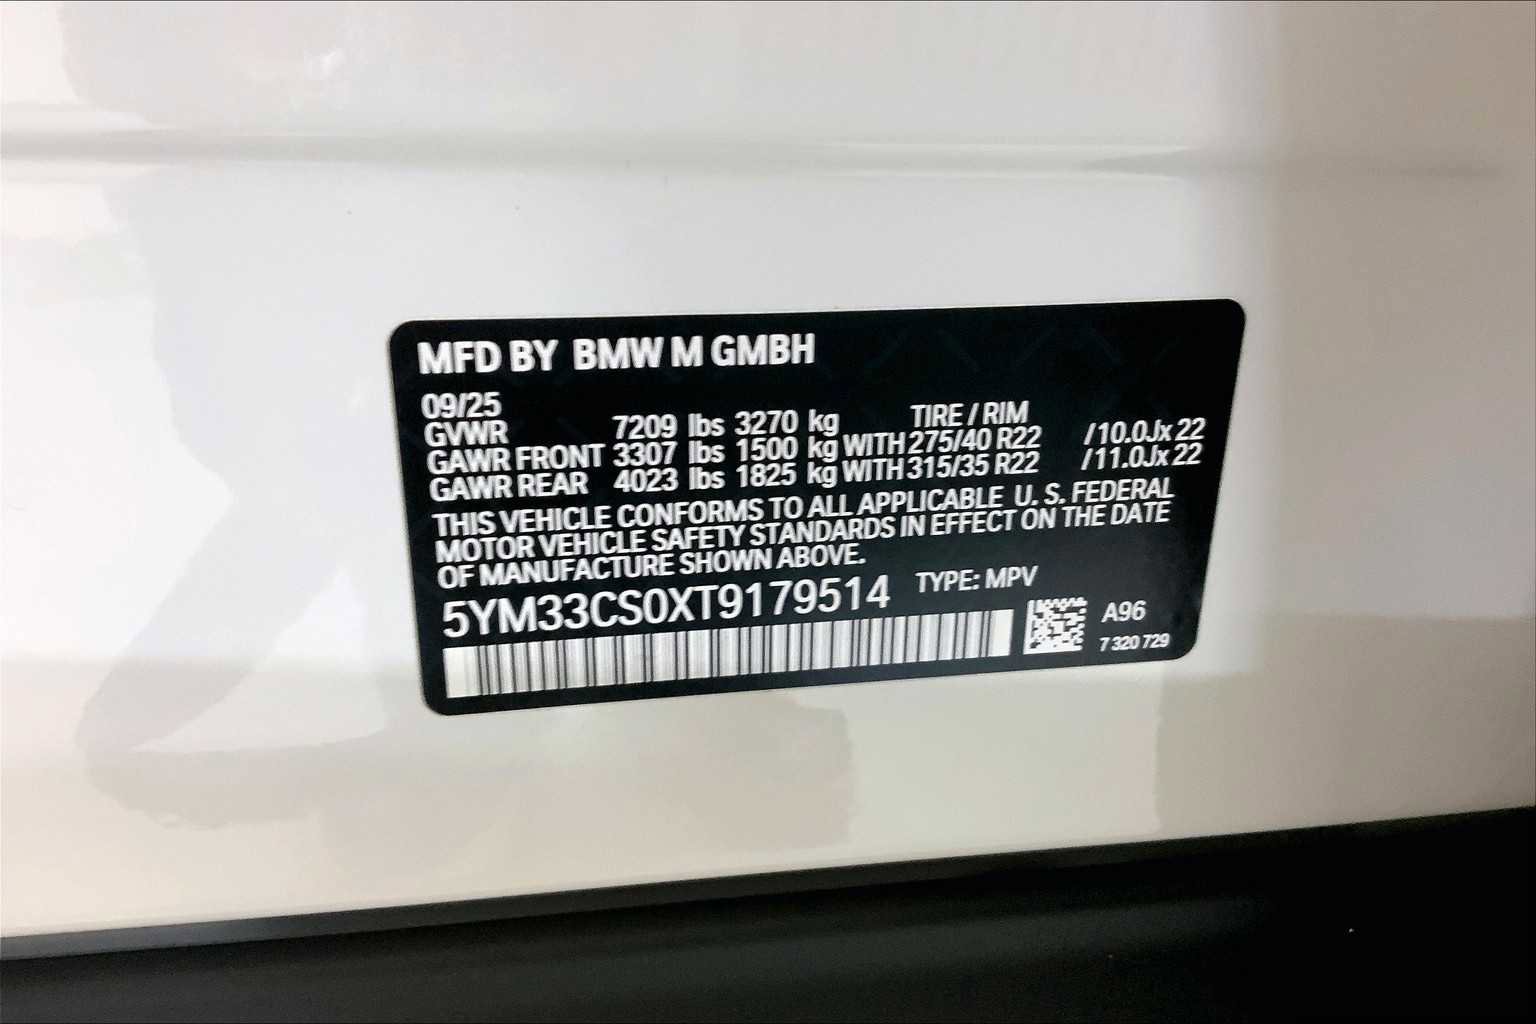 MFD BY BMW M GMBH
09/25 TIRE / RIM
GVWR 7209 lbs 3270 kg
GAWR FRONT 3307 lbs 1500 kg WITH 275/40 R22 /10.0Jx 22
GAWR REAR 4023 lbs 1825 kg WITH 315/35 R22 /11.0Jx 22
THIS VEHICLE CONFORMS TO ALL APPLICABLE U. S. FEDERAL
MOTOR VEHICLE SAFETY STANDARDS IN EFFECT ON THE DATE
OF MANUFACTURE SHOWN ABOVE.
5YM33CS0XT9179514 TYPE: MPV
A96
7 320 729